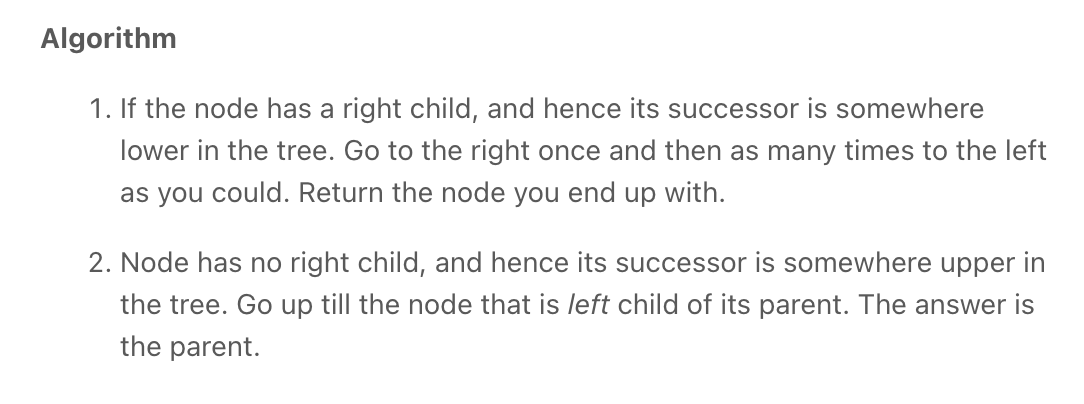 Algorithm
1. If the node has a right child, and hence its successor is somewhere
lower in the tree. Go to the right once and then as many times to the left
as you could. Return the node you end up with.
2. Node has no right child, and hence its successor is somewhere upper in
the tree. Go up till the node that is left child of its parent. The answer is
the parent.